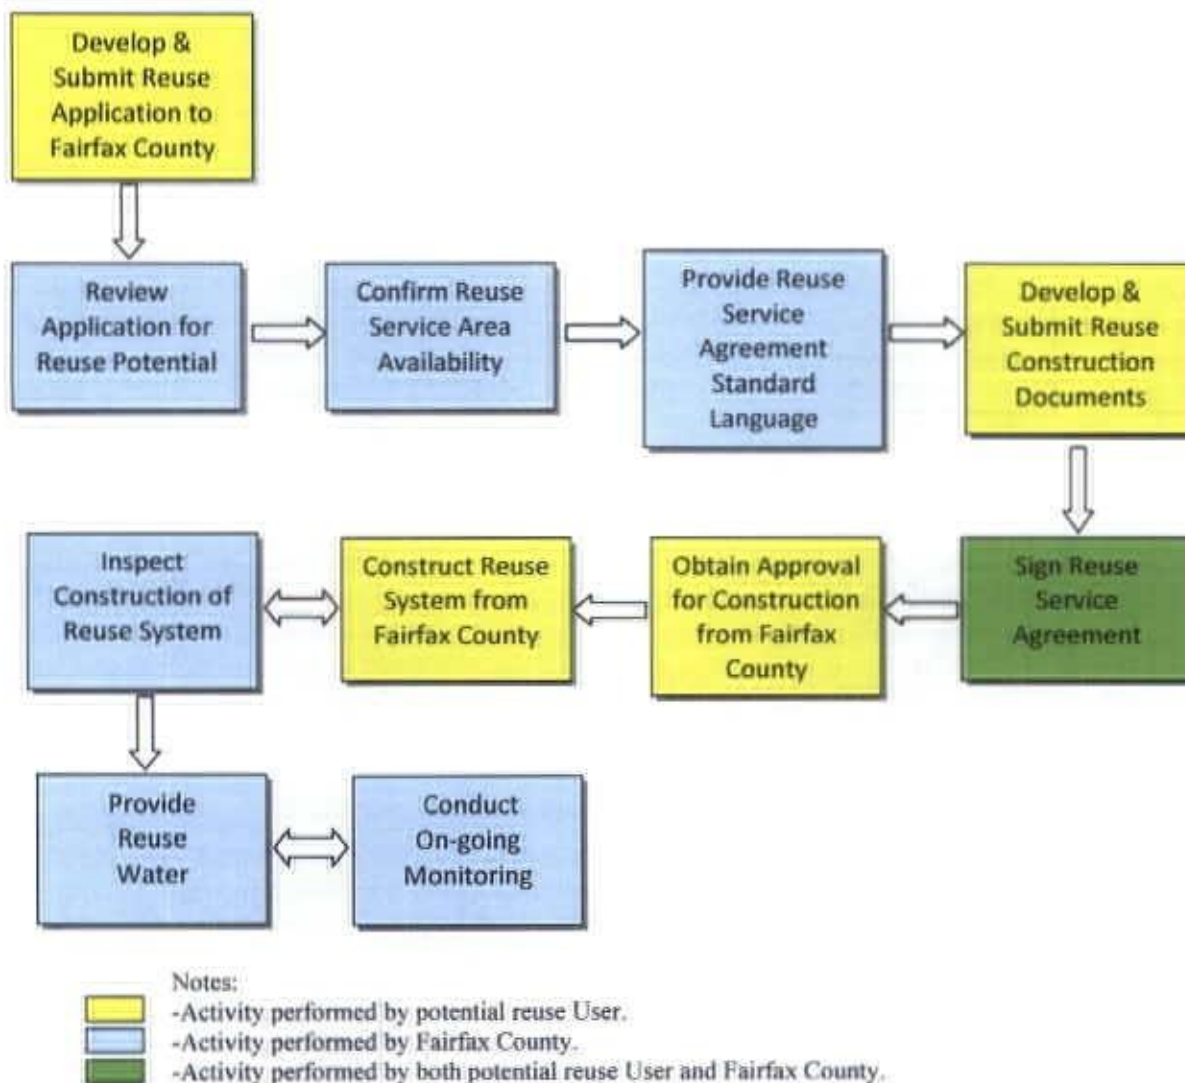 Develop &
Submit Reuse
Application to
Fairfax County
Review
Application for
Reuse Potential
Confirm Reuse
Service Area
Availability
Provide Reuse
Service
Agreement
Standard
Language
Develop &
Submit Reuse
Construction
Documents
Sign Reuse
Service
Agreement
Obtain Approval
for Construction
from Fairfax
County
Construct Reuse
System from
Fairfax County
Inspect
Construction of
Reuse System
Provide
Reuse
Water
Conduct
On-going
Monitoring
Notes:
-Activity performed by potential reuse User.
-Activity performed by Fairfax County.
-Activity performed by both potential reuse User and Fairfax County.